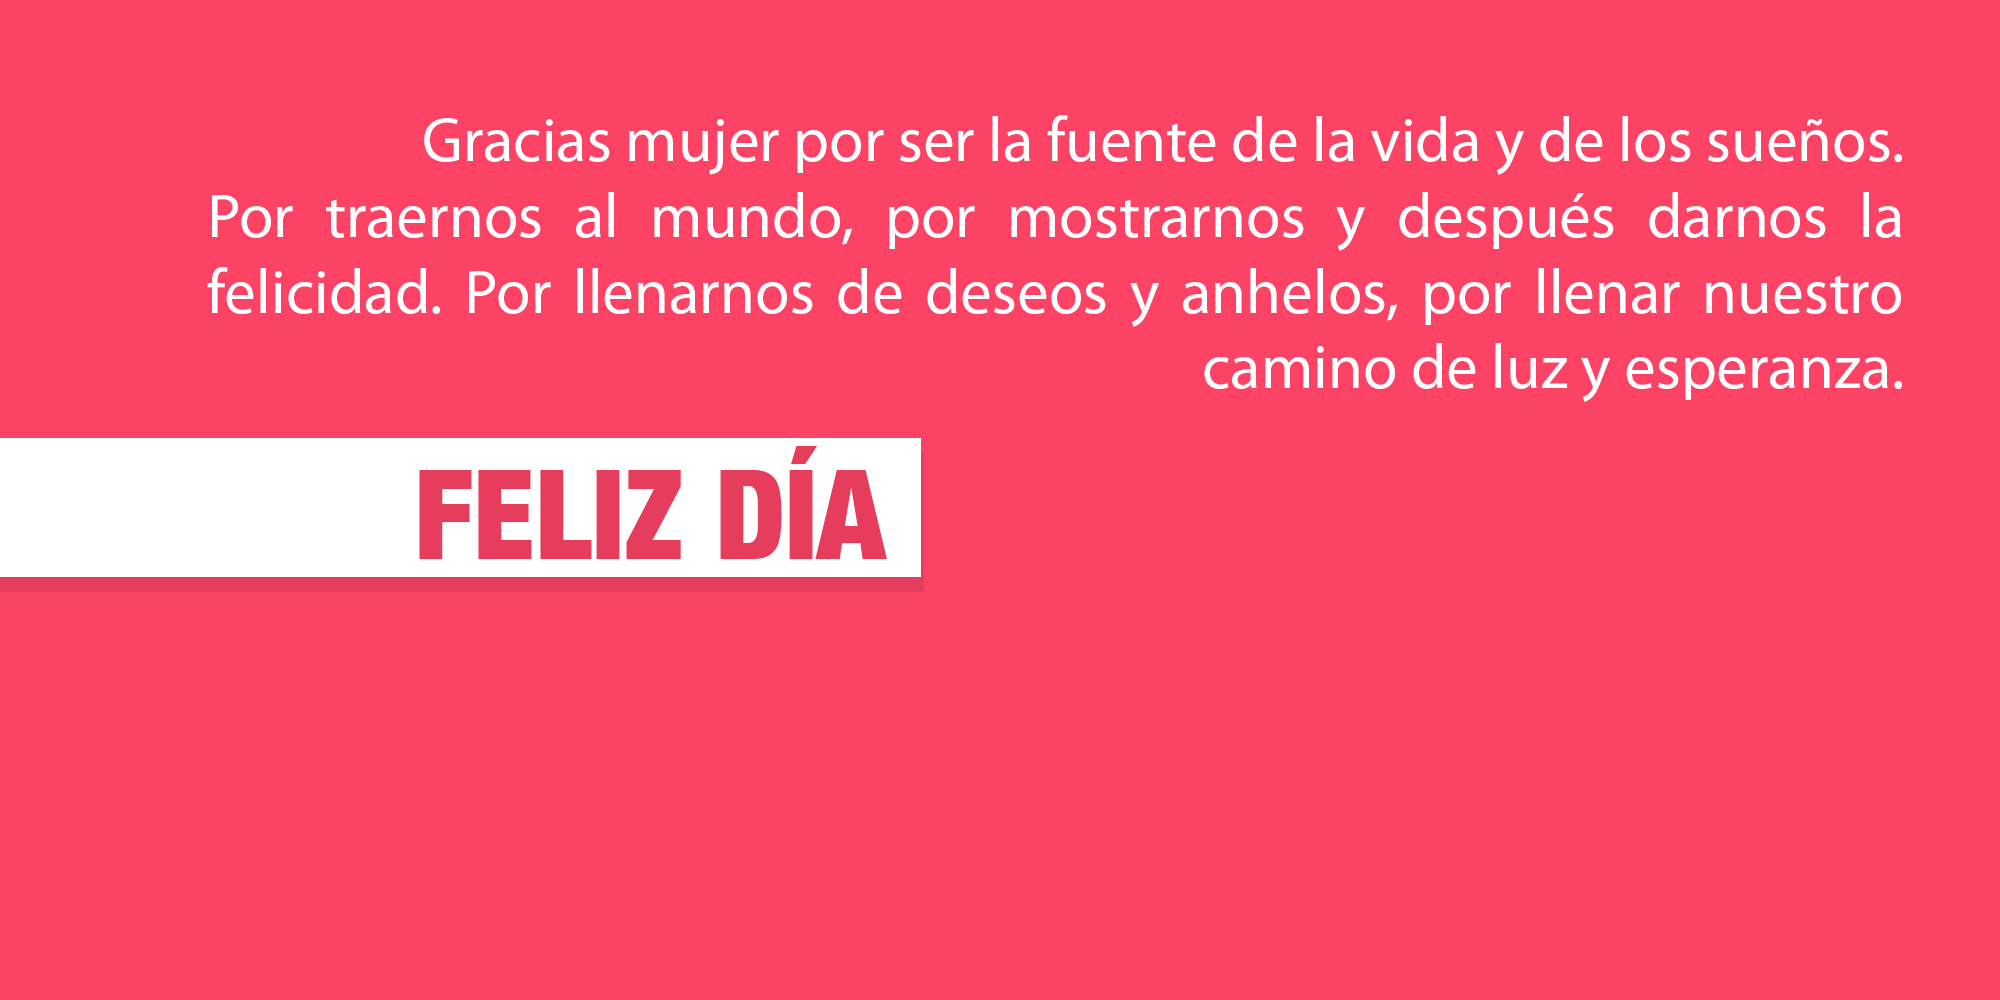 Gracias mujer por ser la fuente de la vida y de los sueños.
Por traernos al mundo, por mostrarnos y después darnos la
felicidad. Por llenarnos de deseos y anhelos, por llenar nuestro
camino de luz y esperanza.
FELIZ DÍA